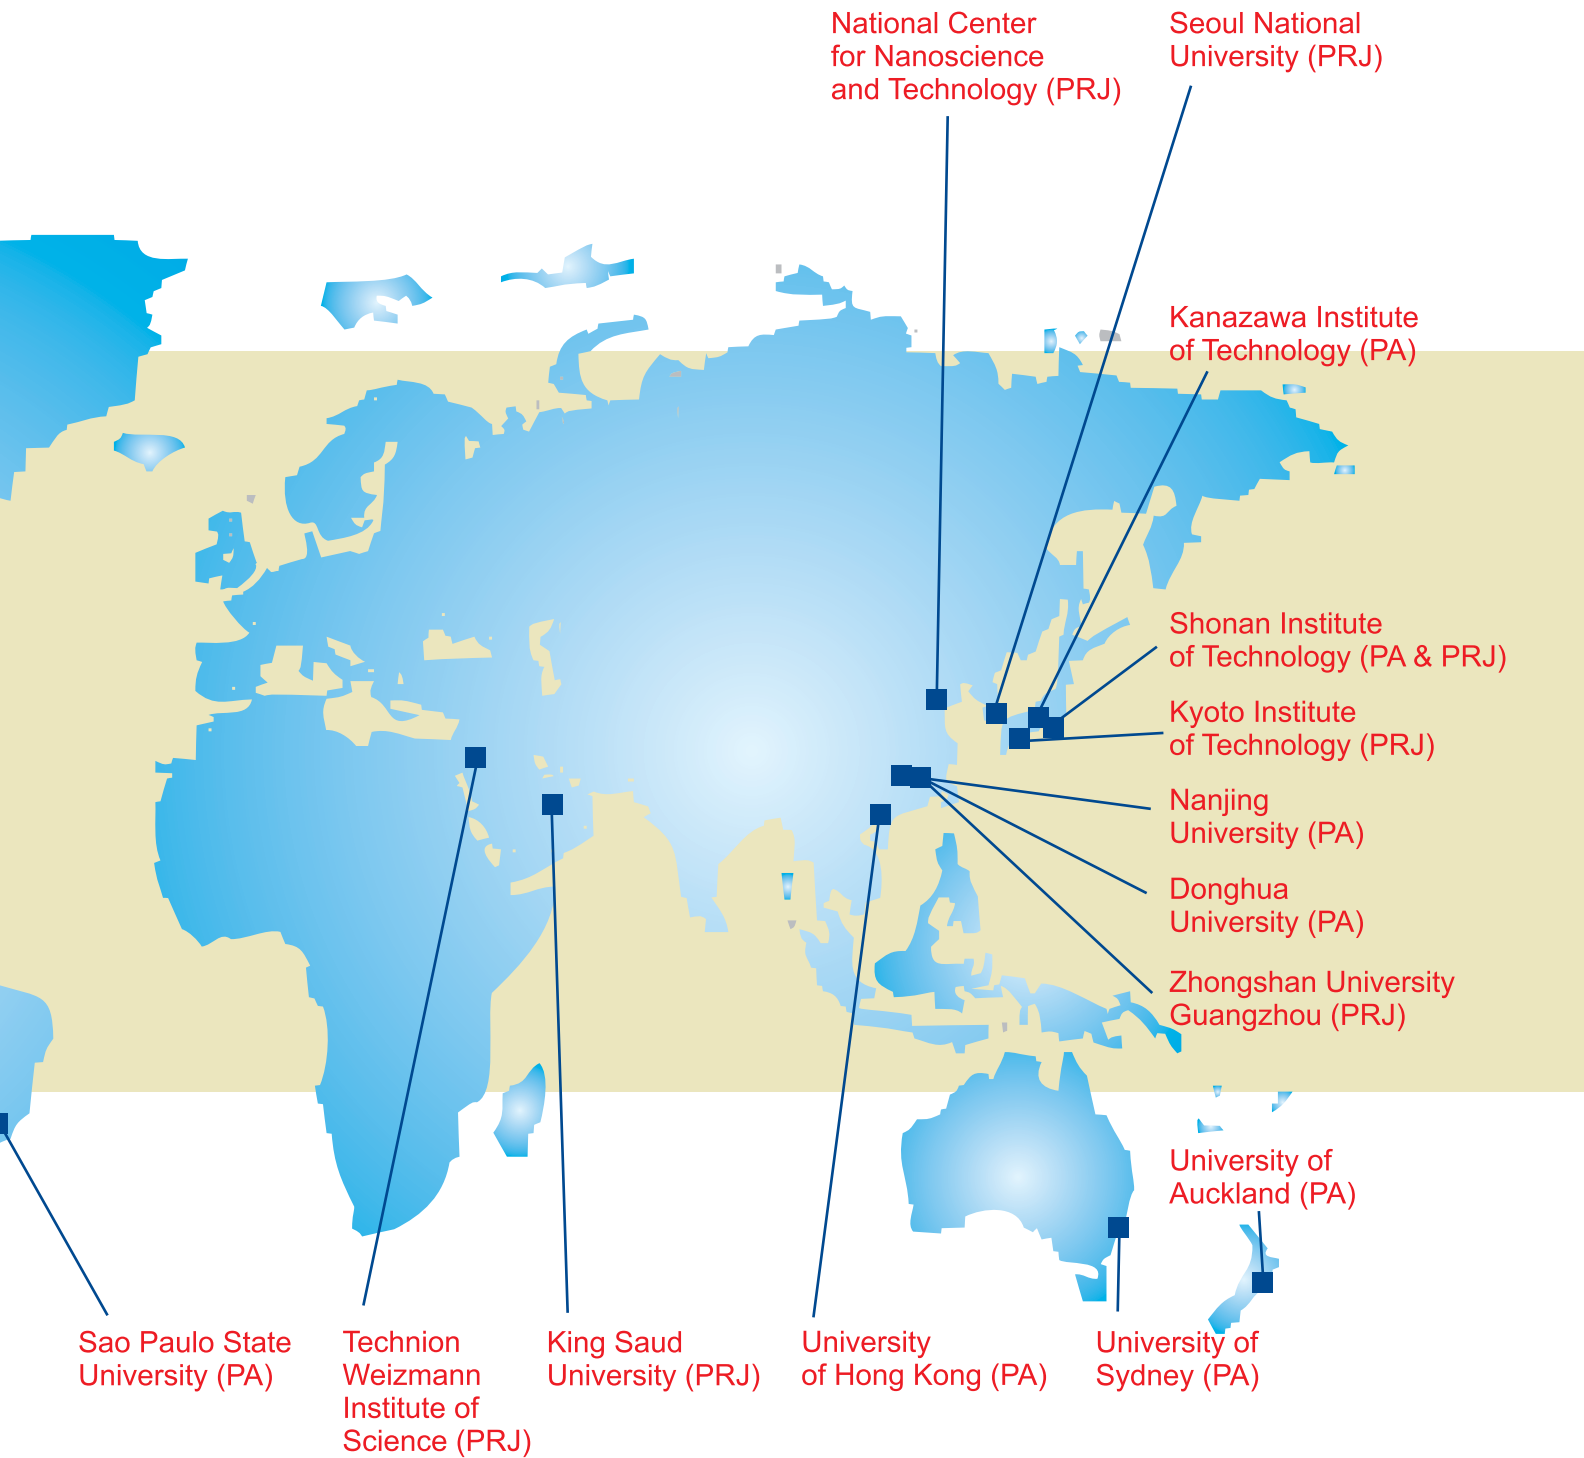 National Center
for Nanoscience
and Technology (PRJ)
Seoul National
University (PRJ)
Kanazawa Institute
of Technology (PA)
Shonan Institute
of Technology (PA & PRJ)
Kyoto Institute
of Technology (PRJ)
Nanjing
University (PA)
Donghua
University (PA)
Zhongshan University
Guangzhou (PRJ)
University of
Auckland (PA)
Sao Paulo State
University (PA)
Technion
Weizmann
Institute of
Science (PRJ)
King Saud
University (PRJ)
University
of Hong Kong (PA)
University of
Sydney (PA)